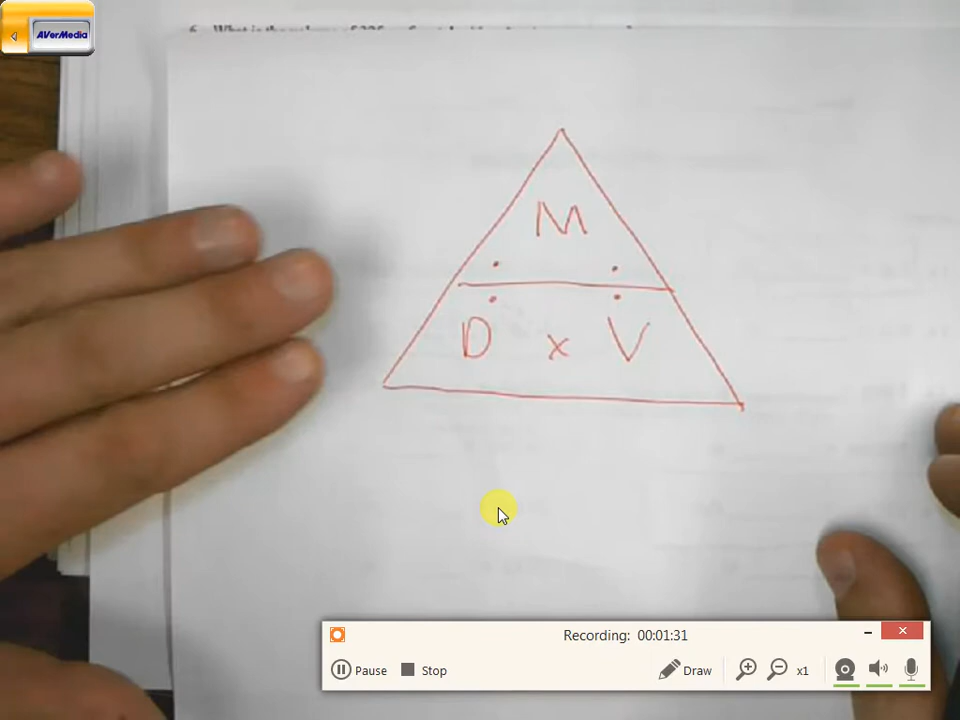 AVerMedia
M
D x V
Recording: 00:01:31
Pause Stop Draw x1